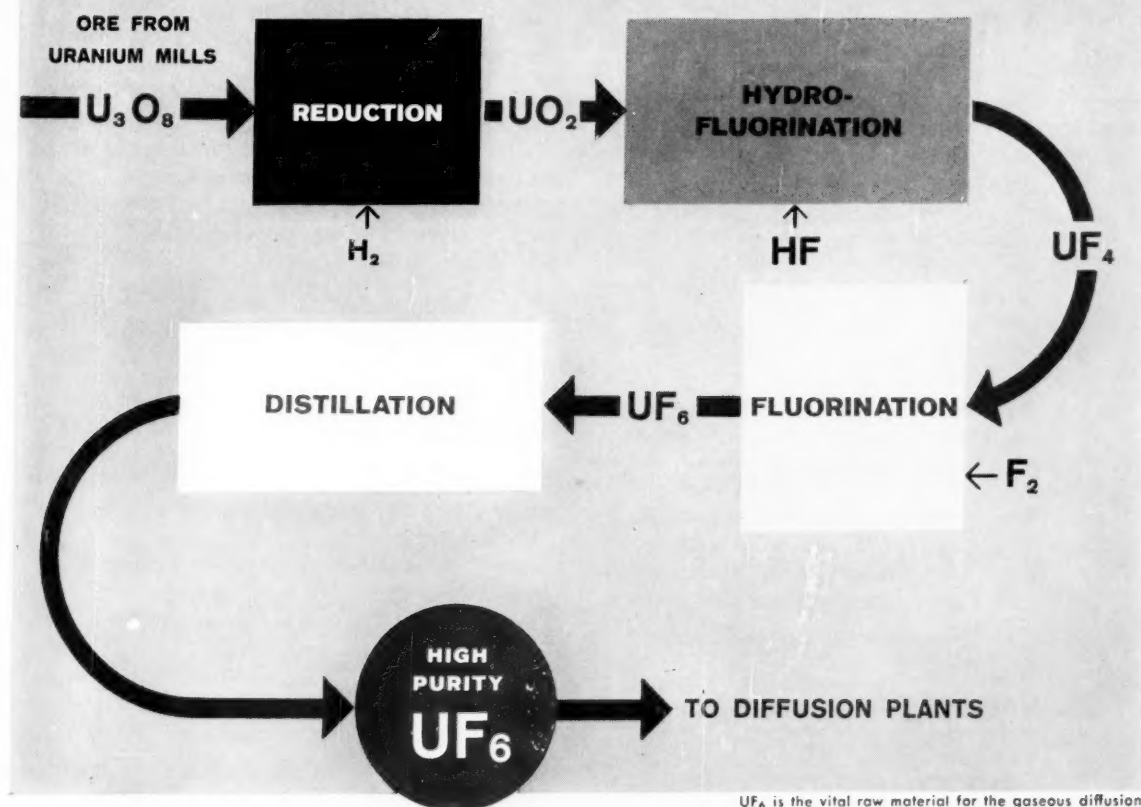 ORE FROM
URANIUM MILLS
U₃O₈
REDUCTION
UO₂
HYDRO-
FLUORINATION
H₂
HF
UF₄
DISTILLATION
UF₆
FLUORINATION
F₂
HIGH
PURITY
UF₆
TO DIFFUSION PLANTS
UF₆ is the vital raw material for the gaseous diffusion